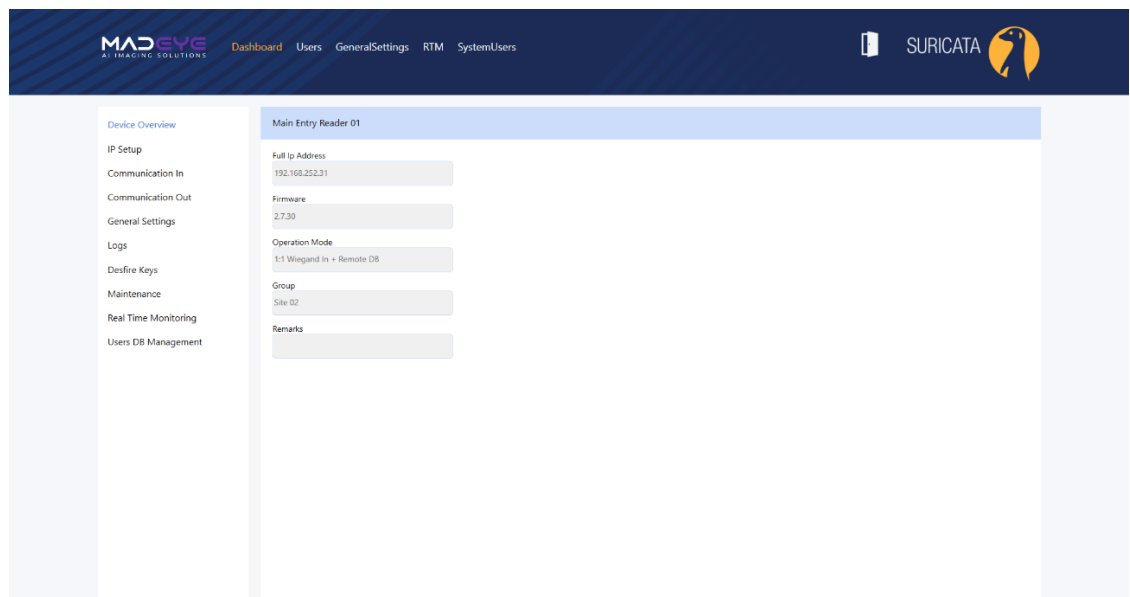 MADEYE
AI IMAGING SOLUTIONS
Dashboard Users GeneralSettings RTM SystemUsers
SURICATA
Device Overview
IP Setup
Communication In
Communication Out
General Settings
Logs
Desfire Keys
Maintenance
Real Time Monitoring
Users DB Management
Main Entry Reader 01
Full Ip Address
192.168.252.31
Firmware
2.7.30
Operation Mode
1:1 Wiegand In + Remote DB
Group
Site 02
Remarks